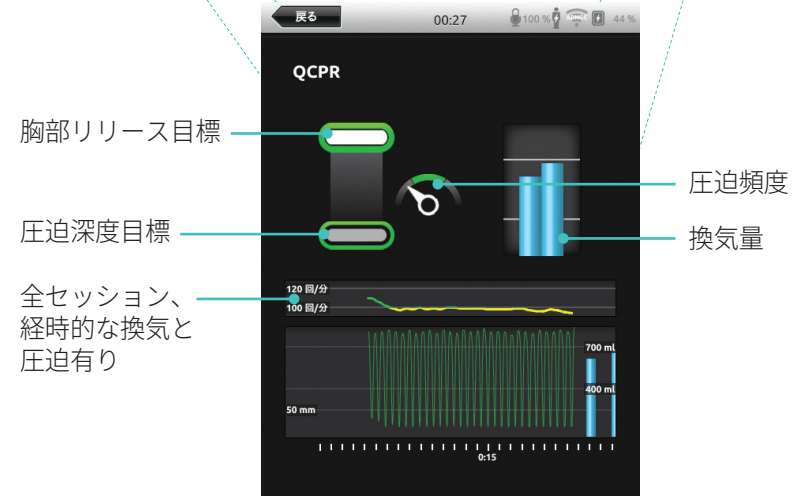 戻る
00:27
100 %
44 %
QCPR
胸部リリース目標
圧迫頻度
圧迫深度目標
換気量
全セッション、
経時的な換気と
圧迫有り
120 回/分
100 回/分
700 ml
400 ml
50 mm
0:15